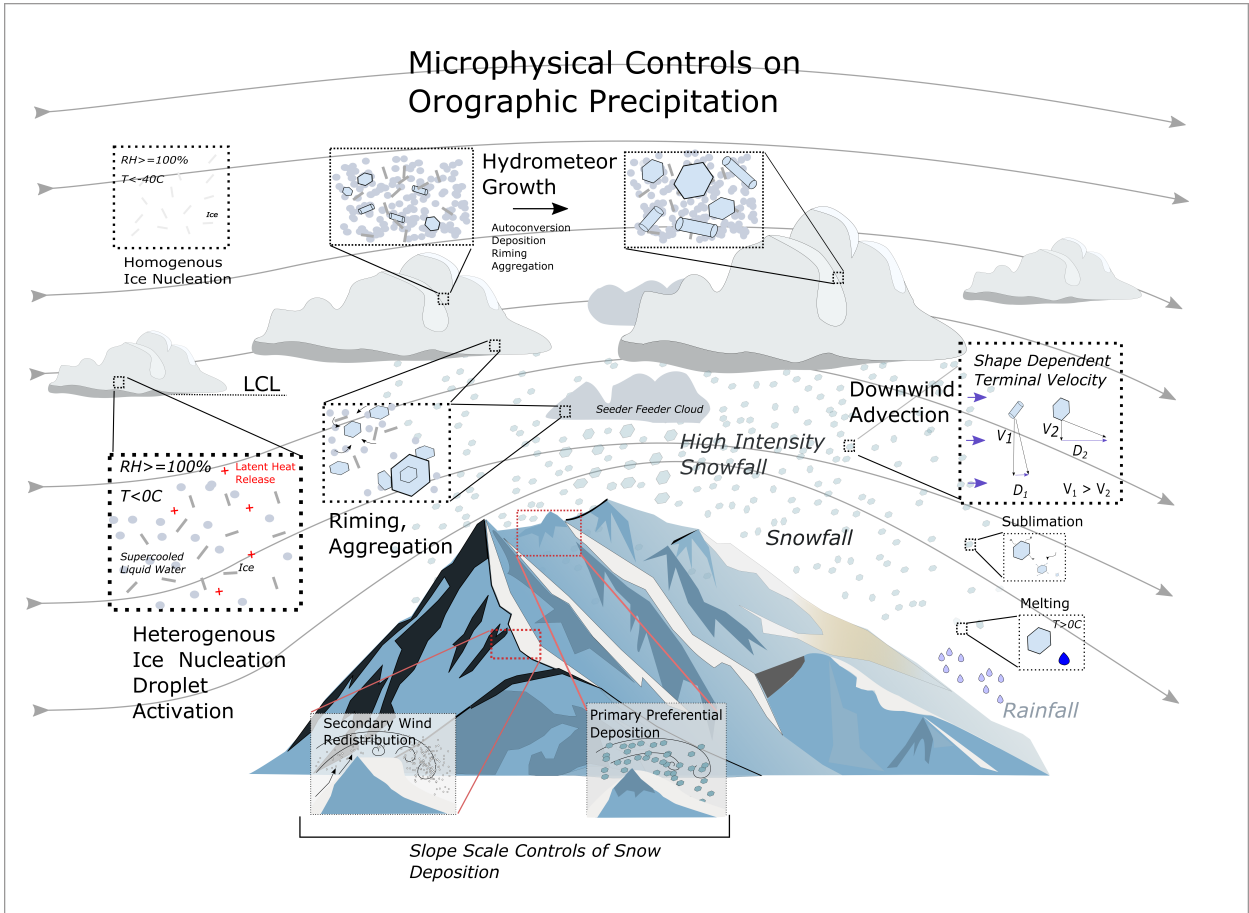 Microphysical Controls on
Orographic Precipitation
RH>=100%
T<-40C
Ice
Homogenous
Ice Nucleation
Hydrometeor
Growth
Autoconversion
Deposition
Riming
Aggregation
LCL
RH>=100%
Latent Heat
Release
T<0C
Supercooled
Liquid Water
Ice
Heterogenous
Ice Nucleation
Droplet
Activation
Riming,
Aggregation
Seeder Feeder Cloud
High Intensity
Snowfall
Snowfall
Downwind
Advection
Shape Dependent
Terminal Velocity
V1
V2
D2
D1
V1 > V2
Sublimation
Melting
T>0C
Rainfall
Secondary Wind
Redistribution
Primary Preferential
Deposition
Slope Scale Controls of Snow
Deposition